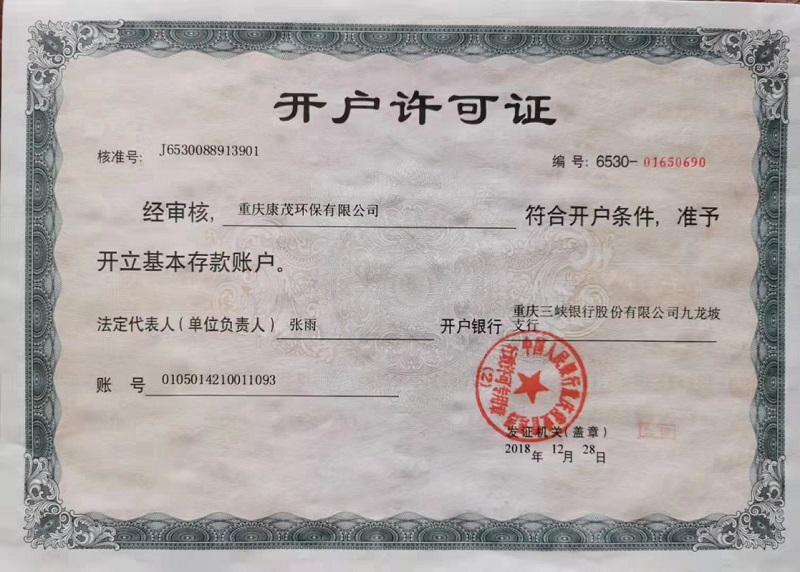 开户许可证
核准号: J6530088913901
编号: 6530-01650690
经审核, 重庆康茂环保有限公司 符合开户条件, 准予
开立基本存款账户。
法定代表人(单位负责人) 张雨 开户银行 重庆三峡银行股份有限公司九龙坡
支行
账 号 0105014210011093
发证机关(盖章)
2018年 12月 28日